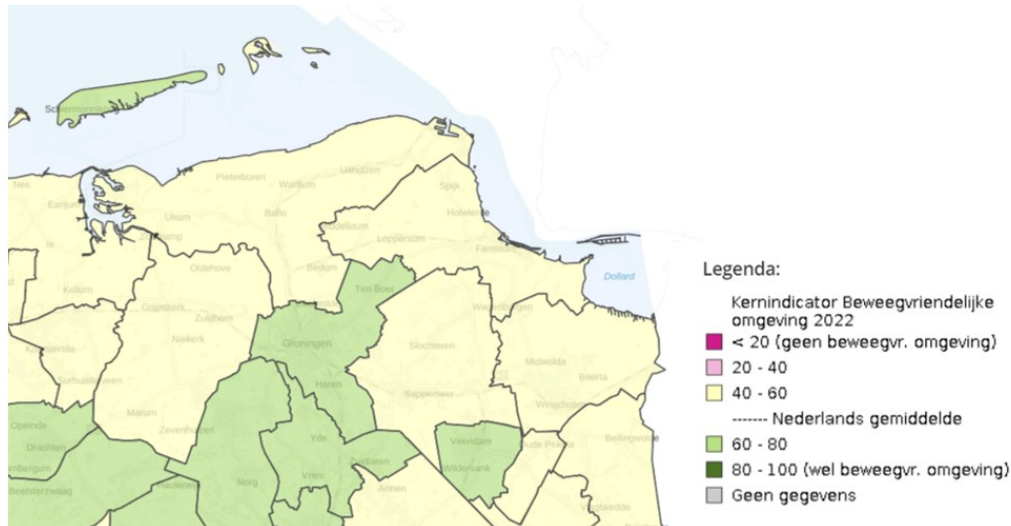 Pieterburen
Warffum
Uithuizen
Nes
Spijk
Eanjum
Ulrum
Baflo
Holwierde
Loppersum
Farmsum
Oldehove
Bedum
Dollard
Kollum
Ten Boer
Grijpskerk
Wagenborgen
Zuidhorn
Niekerk
Groningen
Slochteren
Midwolda
Beerta
Surhuisterveen
Haren
Sappemeer
Winschoten
Marum
Opeinde
Zevenhuizen
Yde
Veendam
Oude Pekela
Bellingwolde
Drachten
Zuidlaren
Wildervank
Vries
Norg
Annen
Beetsterzwaag
Vlagtwedde
Legenda:
Kernindicator Beweegvriendelijke
omgeving 2022
< 20 (geen beweegvr. omgeving)
20 - 40
40 - 60
------- Nederlands gemiddelde
60 - 80
80 - 100 (wel beweegvr. omgeving)
Geen gegevens